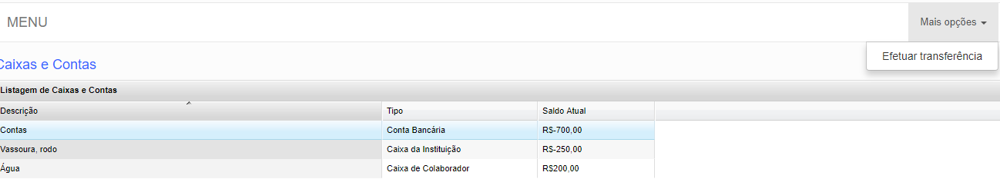 MENU
Mais opções
Efetuar transferência
Caixas e Contas
Listagem de Caixas e Contas
Descrição Tipo Saldo Atual
Contas Conta Bancária R$-700,00
Vassoura, rodo Caixa da Instituição R$-250,00
Água Caixa de Colaborador R$200,00